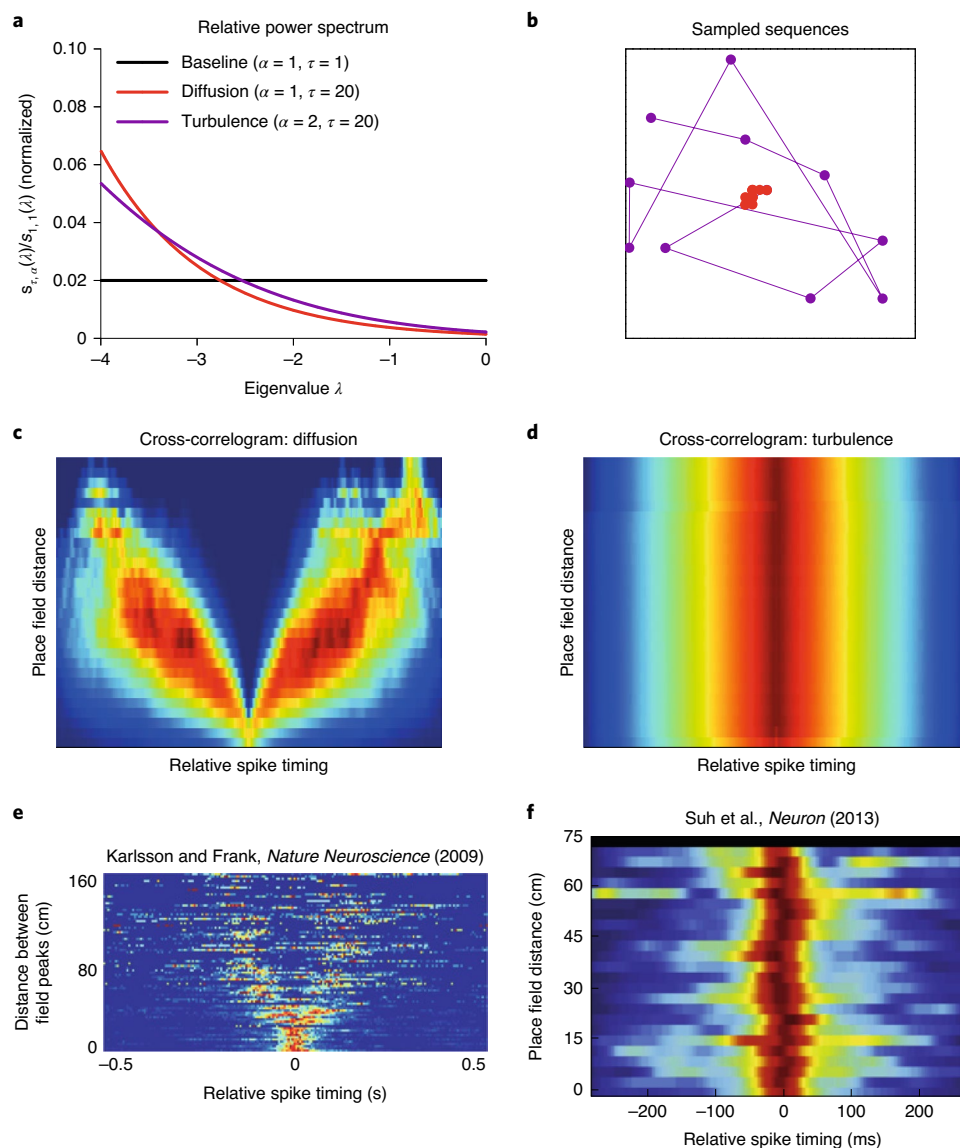 a
Relative power spectrum
0.10
0.08
0.06
0.04
0.02
0
Baseline (α = 1, τ = 1)
Diffusion (α = 1, τ = 20)
Turbulence (α = 2, τ = 20)
s_τ,α(λ)/s_1,1(λ) (normalized)
–4
–3
–2
–1
0
Eigenvalue λ
b
Sampled sequences
c
Cross-correlogram: diffusion
Place field distance
Relative spike timing
d
Cross-correlogram: turbulence
Place field distance
Relative spike timing
e
Karlsson and Frank, Nature Neuroscience (2009)
160
80
0
Distance between
field peaks (cm)
–0.5
0
0.5
Relative spike timing (s)
f
Suh et al., Neuron (2013)
75
60
45
30
15
0
Place field distance (cm)
–200
–100
0
100
200
Relative spike timing (ms)